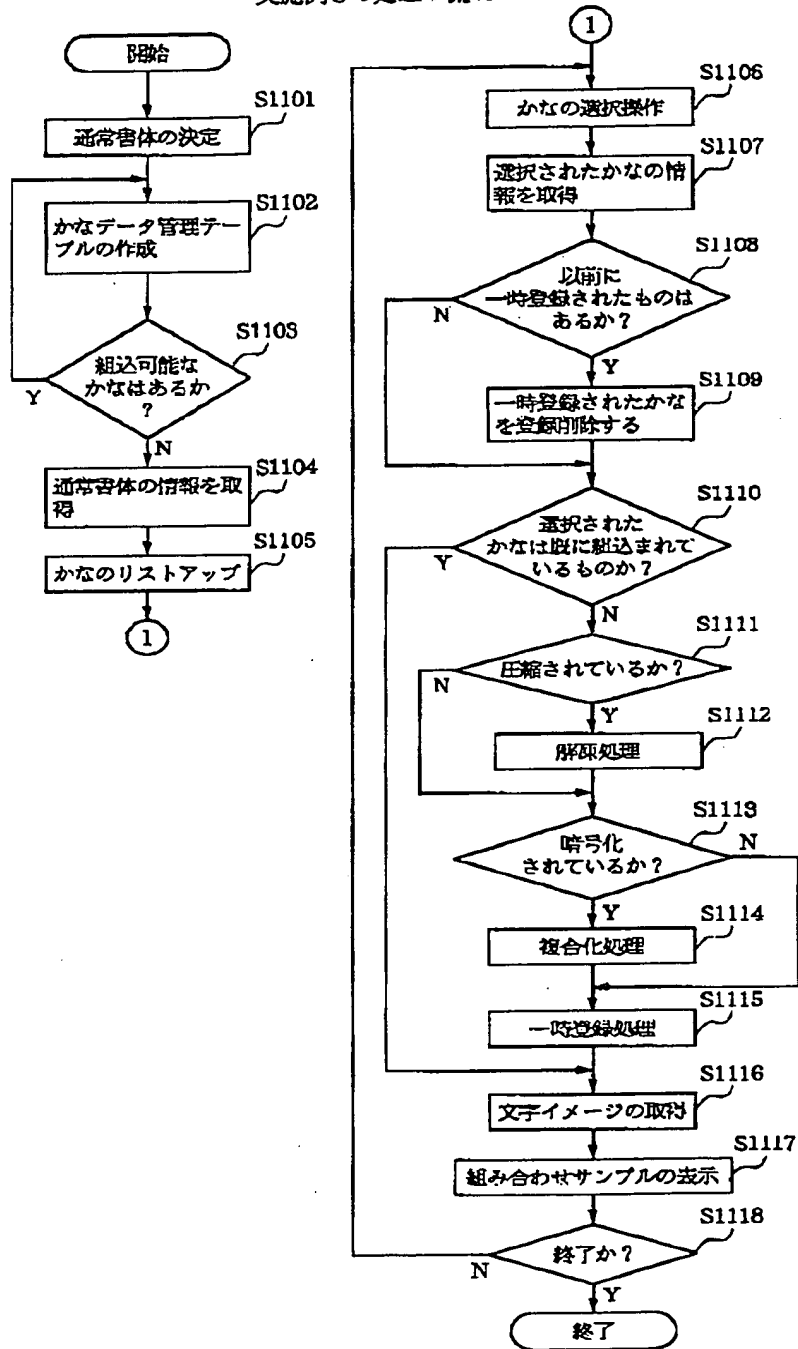 開始
S1101
通常書体の決定
S1102
かなデータ管理テー
ブルの作成
S1103
組込可能な
かなはあるか
?
Y
N
S1104
通常書体の情報を取
得
S1105
かなのリストアップ
1
1
S1106
かなの選択操作
S1107
選択されたかなの情
報を取得
S1108
以前に
一時登録されたものは
あるか?
N
Y
S1109
一時登録されたかな
を登録削除する
S1110
選択された
かなは既に組込まれて
いるものか?
Y
N
S1111
圧縮されているか?
N
Y
S1112
解凍処理
S1113
暗号化
されているか?
N
Y
S1114
複合化処理
S1115
一時登録処理
S1116
文字イメージの取得
S1117
組み合わせサンプルの表示
S1118
終了か?
N
Y
終了